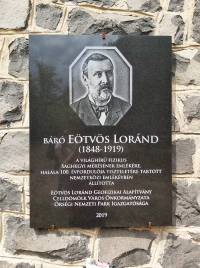 BÁRÓ EÖTVÖS LORÁND
(1848-1919)
A VILÁGHÍRŰ FIZIKUS
SÁGHEGYI MÉRÉSEINEK EMLÉKÉRE,
HALÁLA 100. ÉVFORDULÓJA TISZTELETÉRE TARTOTT
NEMZETKÖZI EMLÉKÉVBEN
ÁLLÍTOTTA
EÖTVÖS LORÁND GEOFIZIKAI ALAPÍTVÁNY
CELLDÖMÖLK VÁROS ÖNKORMÁNYZATA
ŐRSÉGI NEMZETI PARK IGAZGATÓSÁGA
2019